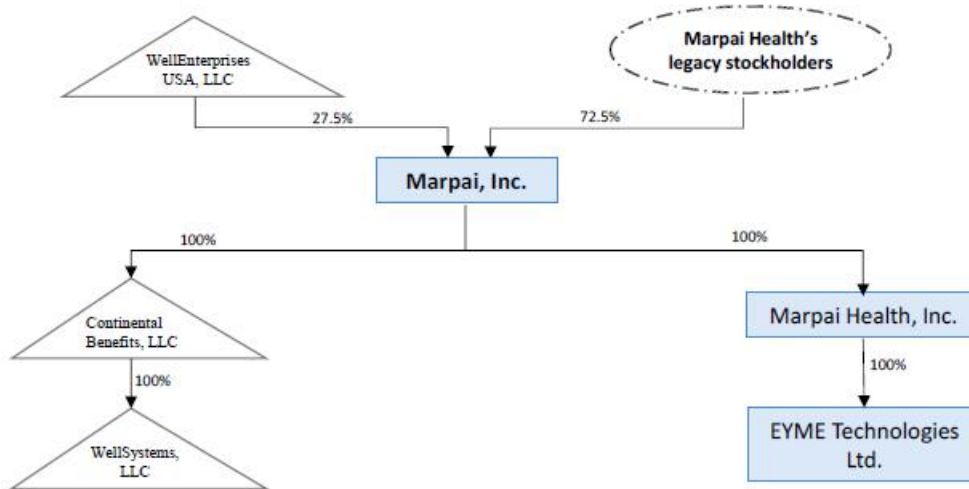 WellEnterprises
USA, LLC
Marpai Health's
legacy stockholders
27.5%
72.5%
Marpai, Inc.
100%
100%
Continental
Benefits, LLC
Marpai Health, Inc.
100%
100%
WellSystems,
LLC
EYME Technologies
Ltd.